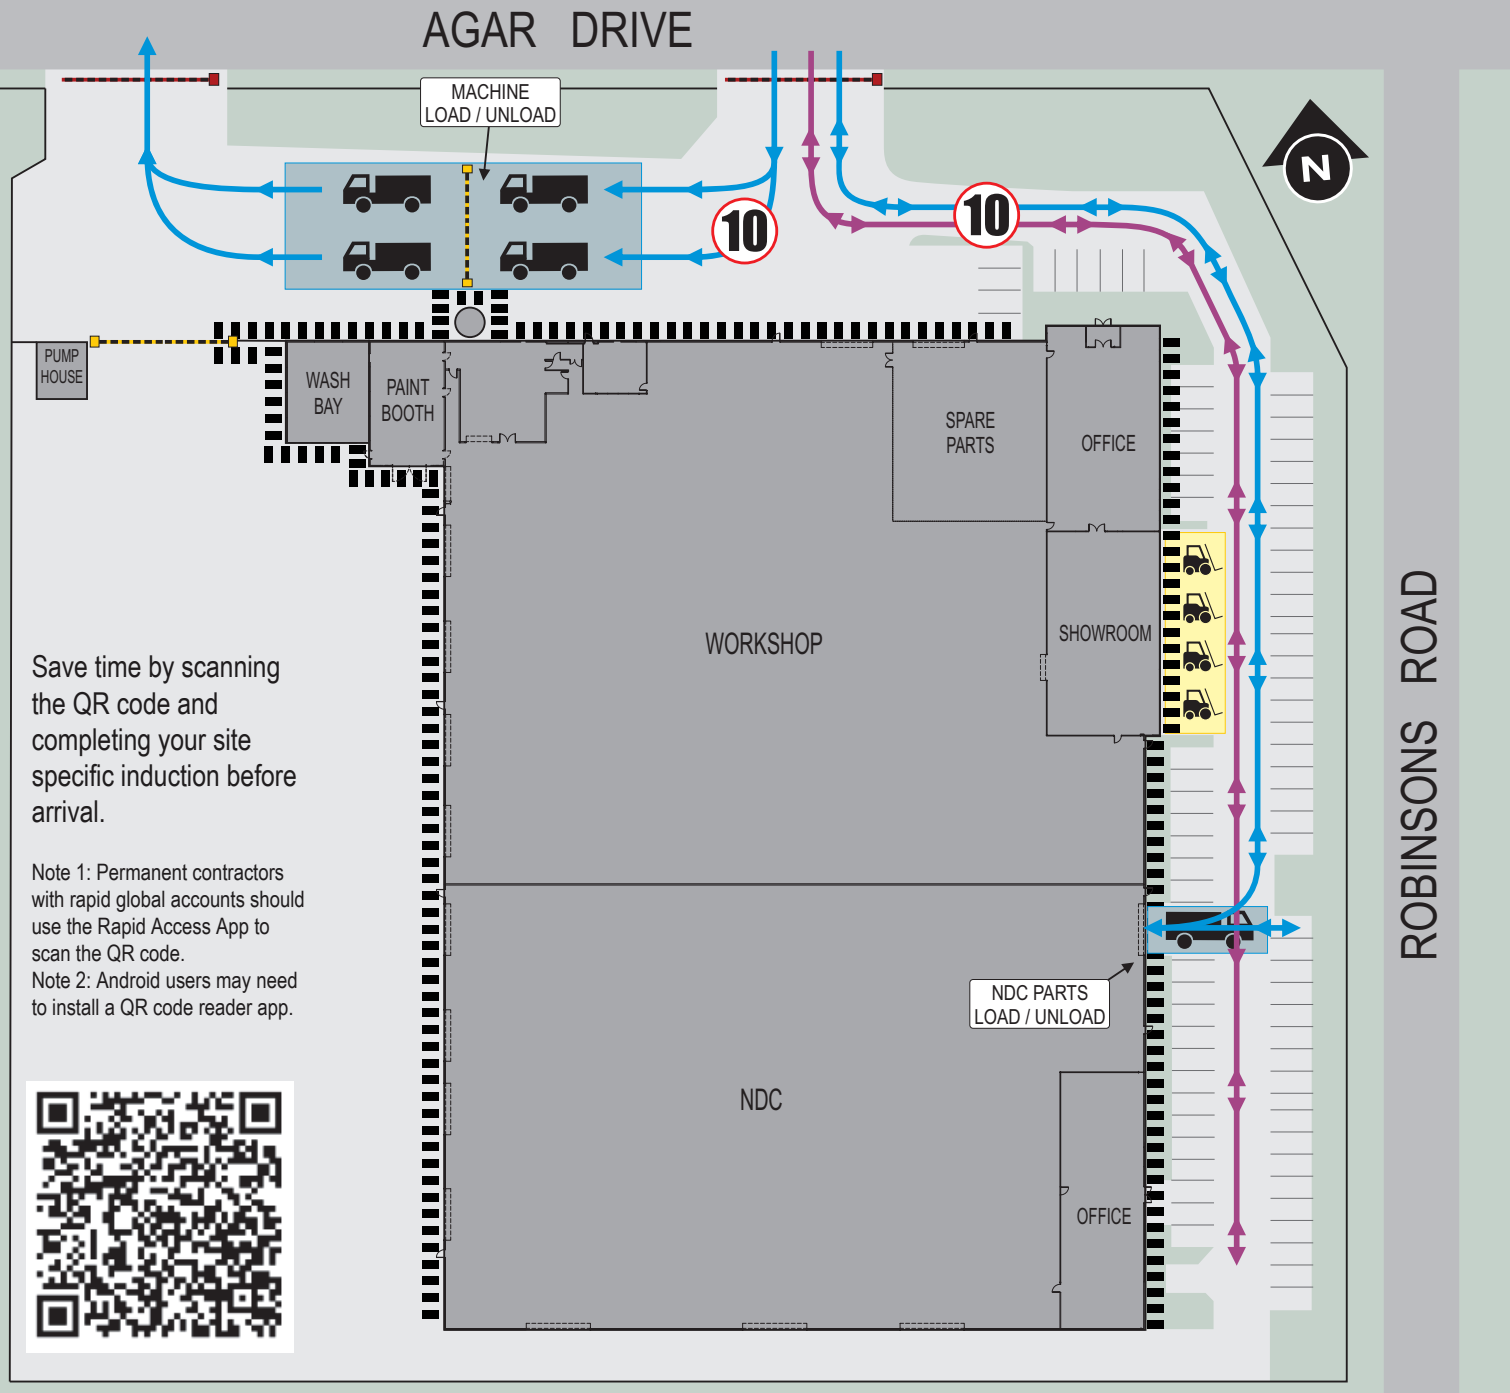 AGAR DRIVE
MACHINE
LOAD / UNLOAD
N
10
10
PUMP
HOUSE
WASH
BAY
PAINT
BOOTH
SPARE
PARTS
OFFICE
WORKSHOP
SHOWROOM
ROBINSONS ROAD
Save time by scanning
the QR code and
completing your site
specific induction before
arrival.
Note 1: Permanent contractors
with rapid global accounts should
use the Rapid Access App to
scan the QR code.
Note 2: Android users may need
to install a QR code reader app.
NDC PARTS
LOAD / UNLOAD
NDC
OFFICE